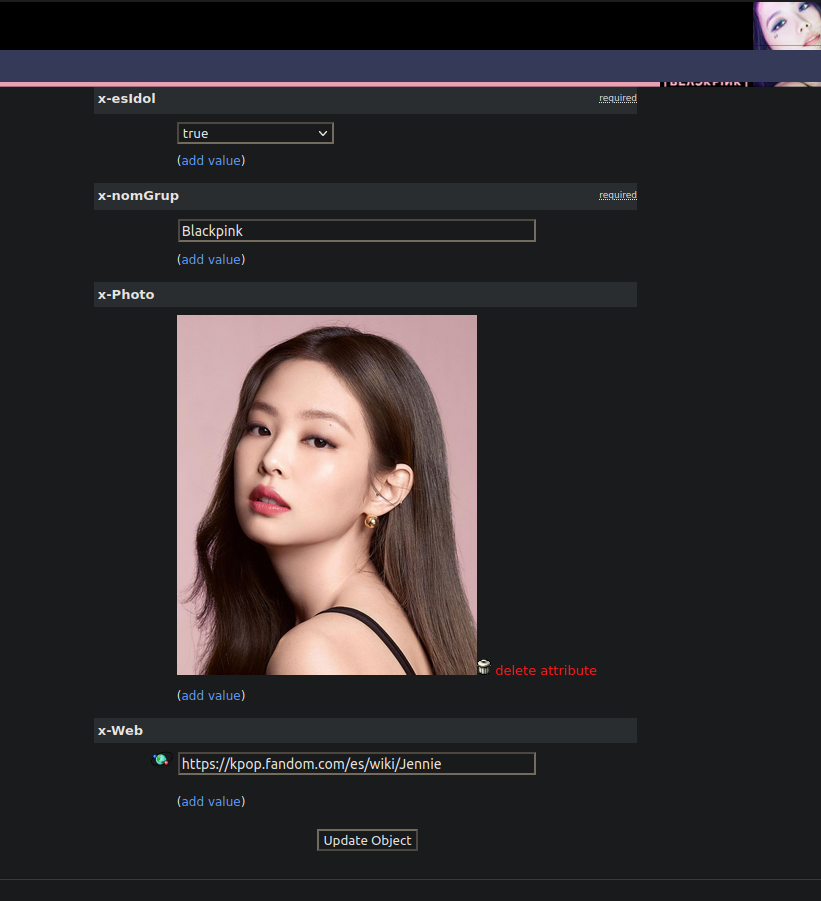 [BLΛƆKPIИK]
x-esIdol
required
true
(add value)
x-nomGrup
required
Blackpink
(add value)
x-Photo
delete attribute
(add value)
x-Web
https://kpop.fandom.com/es/wiki/Jennie
(add value)
Update Object